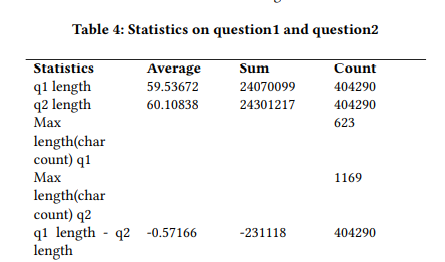 Table 4: Statistics on question1 and question2
Statistics Average Sum Count
q1 length 59.53672 24070099 404290
q2 length 60.10838 24301217 404290
Max 623
length(char
count) q1
Max 1169
length(char
count) q2
q1 length - q2 -0.57166 -231118 404290
length